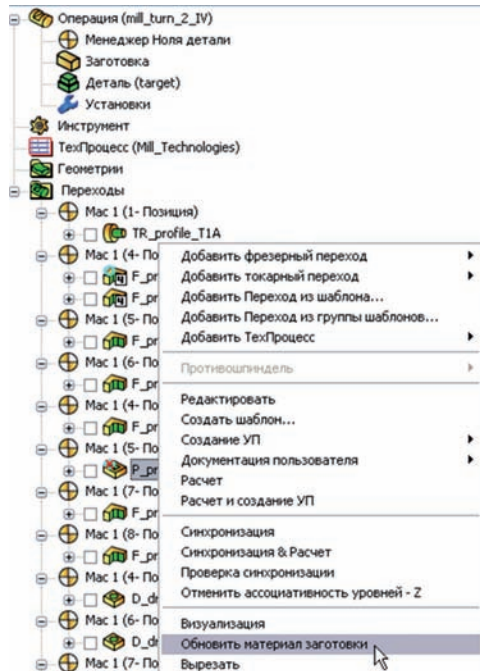 Операция (mill_turn_2_IV)
Менеджер Ноля детали
Заготовка
Деталь (target)
Установки
Инструмент
ТехПроцесс (Mill_Technologies)
Геометрии
Переходы
Mac 1 (1- Позиция)
TR_profile_T1A
Mac 1 (4- По
F_pr
F_pr
Mac 1 (5- По
F_pr
Mac 1 (6- По
F_pr
Mac 1 (4- По
F_pr
Mac 1 (5- По
P_pr
Mac 1 (7- По
F_pr
Mac 1 (8- По
F_pr
Mac 1 (4- По
D_dr
Mac 1 (6- По
D_dr
Mac 1 (7- По
Добавить фрезерный переход
Добавить токарный переход
Добавить Переход из шаблона...
Добавить Переход из группы шаблонов...
Добавить ТехПроцесс
Противошпиндель
Редактировать
Создать шаблон...
Создание УП
Документация пользователя
Расчет
Расчет и создание УП
Синхронизация
Синхронизация & Расчет
Проверка синхронизации
Отменить ассоциативность уровней - Z
Визуализация
Обновить материал заготовки
Вырезать